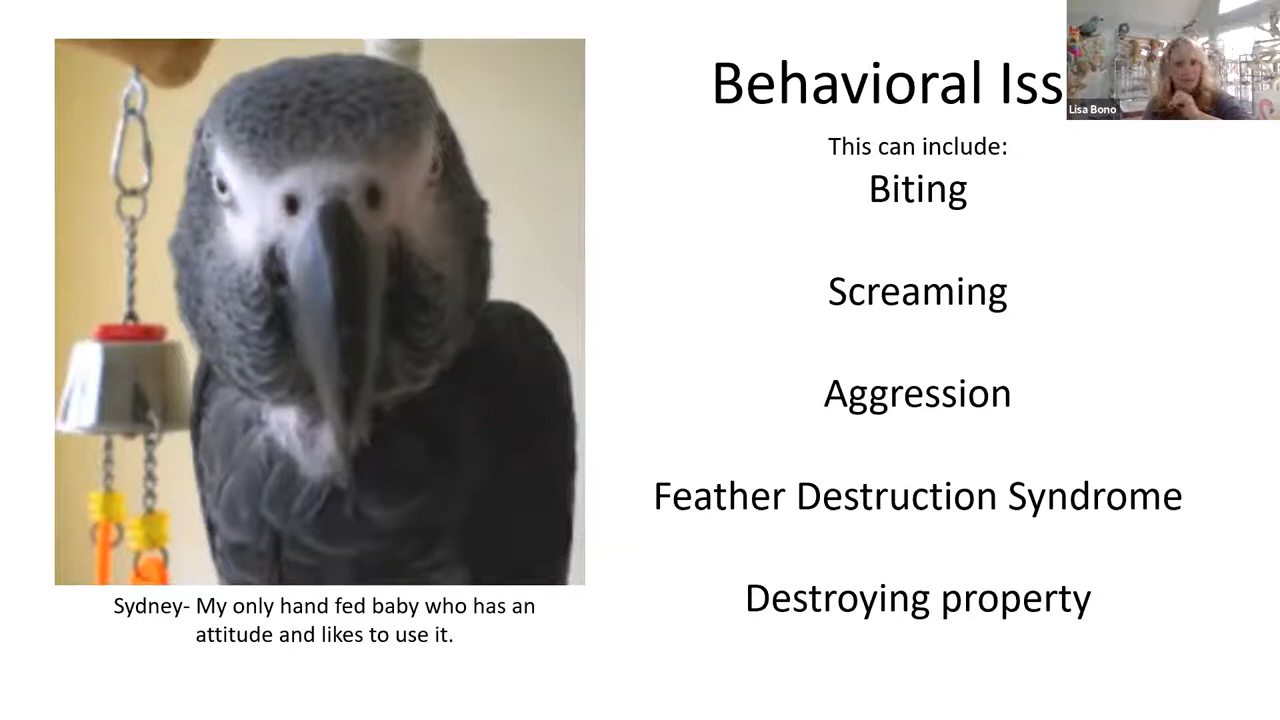 Behavioral Iss
Lisa Bono
This can include:
Biting
Screaming
Aggression
Feather Destruction Syndrome
Destroying property
Sydney- My only hand fed baby who has an
attitude and likes to use it.